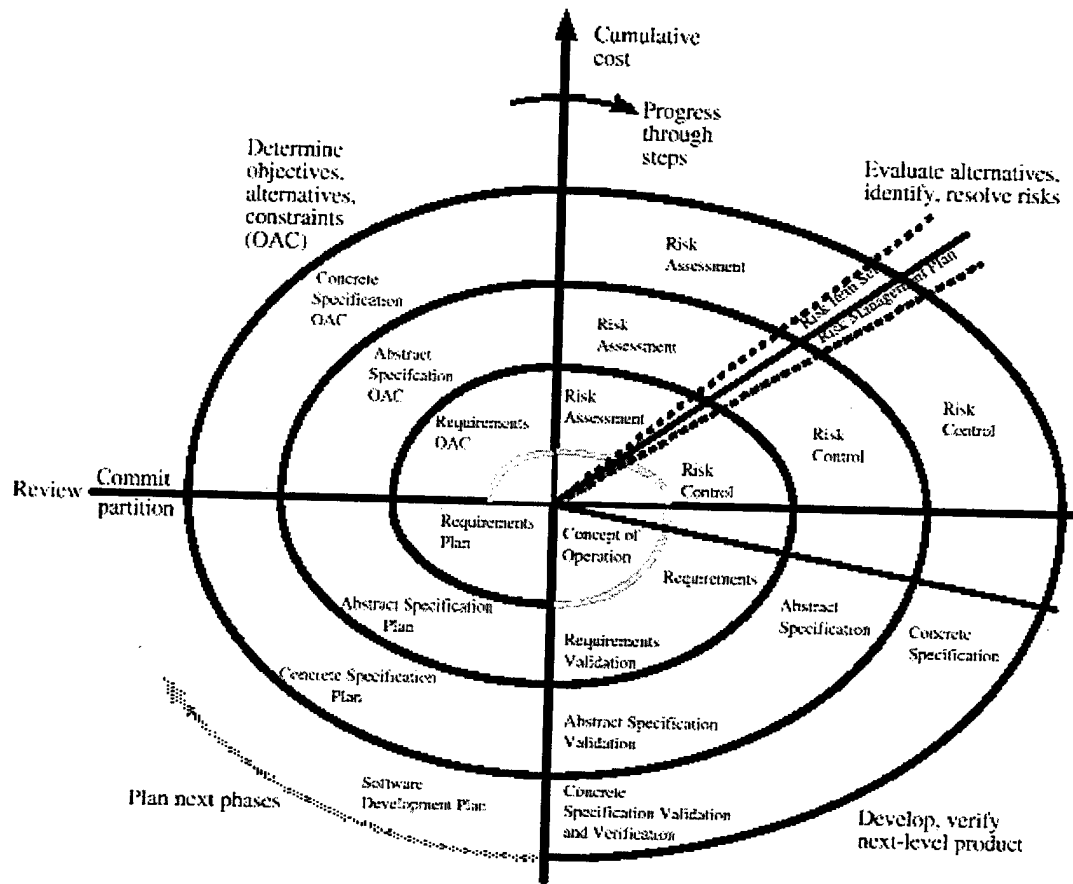 Cumulative
cost
Progress
through
steps
Determine
objectives,
alternatives,
constraints
(OAC)
Evaluate alternatives,
identify, resolve risks
Risk
Assessment
Risk Item Set
Risk Management Plan
Concrete
Specification
OAC
Risk
Assessment
Abstract
Specifcation
OAC
Risk
Assessment
Requirements
OAC
Risk
Control
Risk
Control
Risk
Control
Review
Commit
partition
Requirements
Plan
Concept of
Operation
Requirements
Abstract Specification
Plan
Abstract
Specification
Concrete
Specification
Requirements
Validation
Concrete Specification
Plan
Abstract Specification
Validation
Software
Development Plan
Plan next phases
Concrete
Specification Validation
and Verification
Develop, verify
next-level product